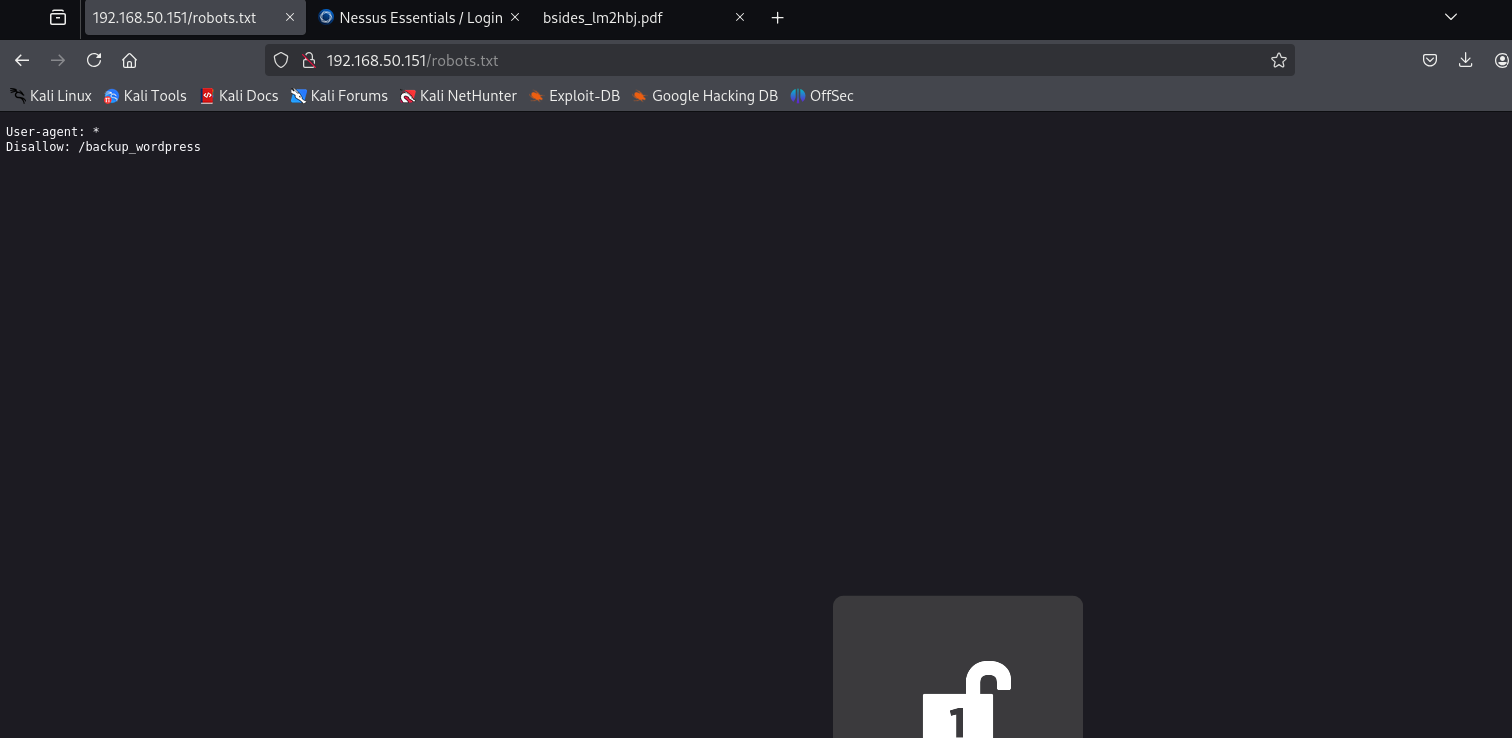 192.168.50.151/robots.txt
Nessus Essentials / Login
bsides_lm2hbj.pdf
192.168.50.151/robots.txt
Kali Linux
Kali Tools
Kali Docs
Kali Forums
Kali NetHunter
Exploit-DB
Google Hacking DB
OffSec
User-agent: *
Disallow: /backup_wordpress
1